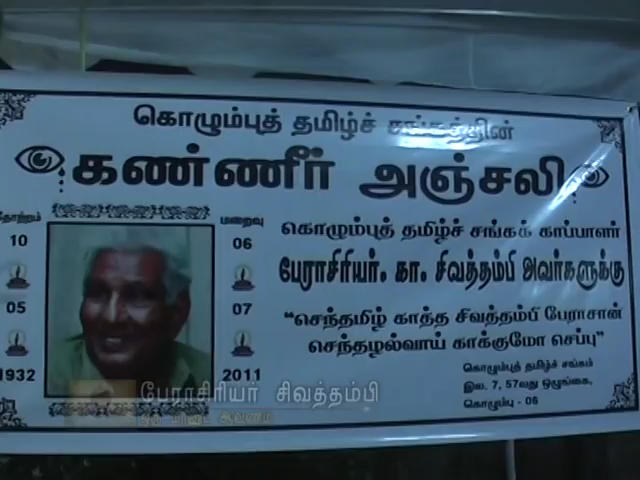 கொழும்புத் தமிழ்ச் சங்கத்தின்
கண்ணீர் அஞ்சலி
தோற்றம்
10
05
1932
மறைவு
06
07
2011
கொழும்புத் தமிழ்ச் சங்கக் காப்பாளர்
பேராசிரியர். கா. சிவத்தம்பி அவர்களுக்கு
“செந்தமிழ் காத்த சிவத்தம்பி பேராசான்
செந்தழல்வாய் காக்குமோ செப்பு”
கொழும்புத் தமிழ்ச் சங்கம்
இல. 7, 57வது ஒழுங்கை,
கொழும்பு - 06
பேராசிரியர் சிவத்தம்பி
ஆவணம்